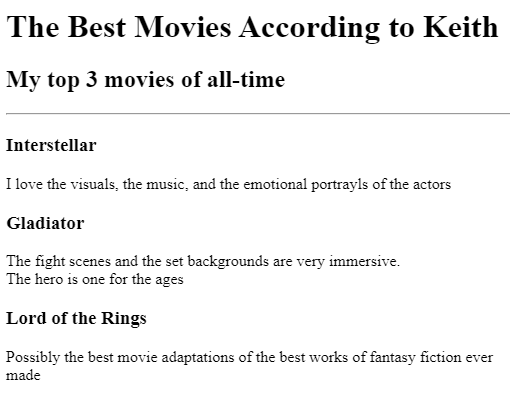 The Best Movies According to Keith
My top 3 movies of all-time
Interstellar
I love the visuals, the music, and the emotional portrayls of the actors
Gladiator
The fight scenes and the set backgrounds are very immersive.
The hero is one for the ages
Lord of the Rings
Possibly the best movie adaptations of the best works of fantasy fiction ever
made